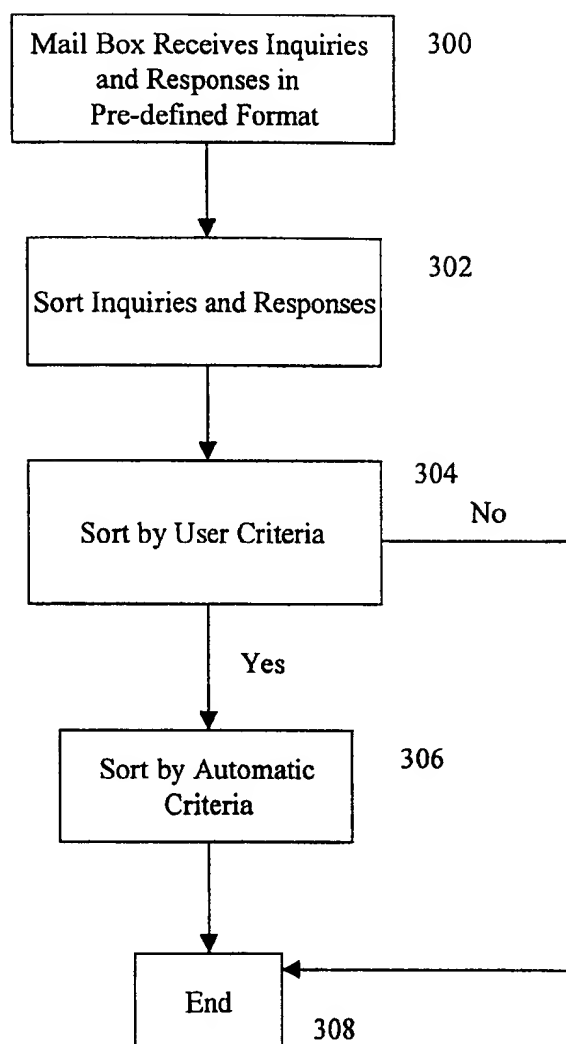 Mail Box Receives Inquiries
and Responses in
Pre-defined Format
300
302
Sort Inquiries and Responses
304
Sort by User Criteria
No
Yes
Sort by Automatic
Criteria
306
End
308